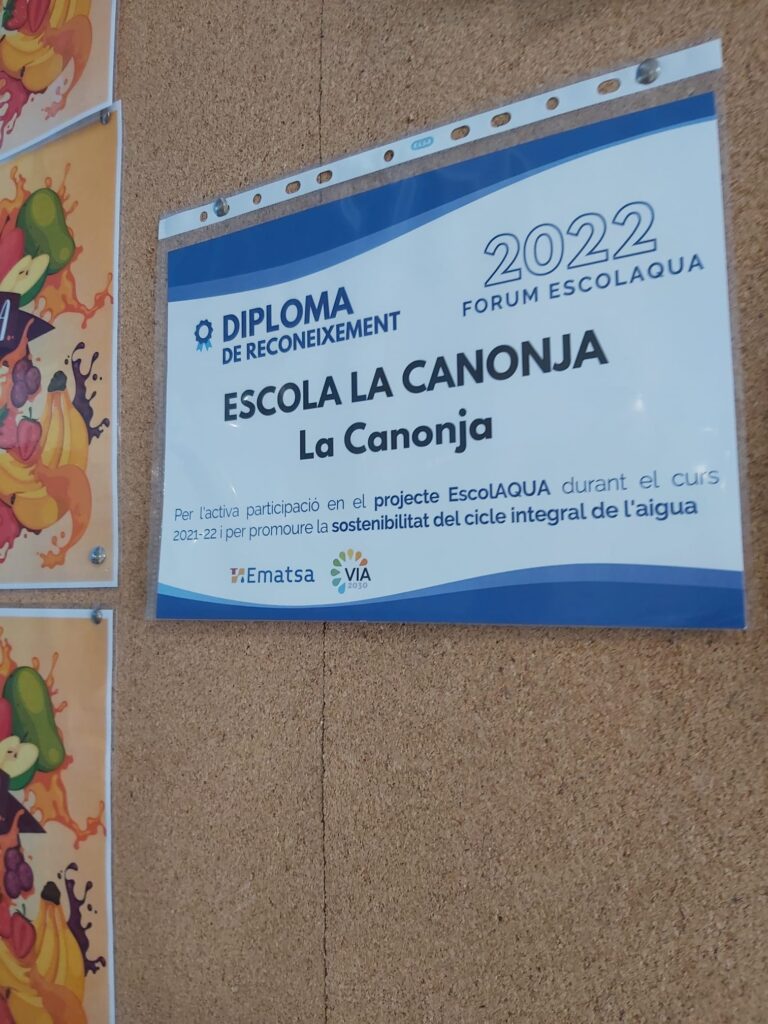 2022
FORUM ESCOLAQUA
DIPLOMA
DE RECONEIXEMENT
ESCOLA LA CANONJA
La Canonja
Per l'activa participació en el projecte EscolAQUA durant el curs
2021-22 i per promoure la sostenibilitat del cicle integral de l'aigua
Ematsa
VIA
2030